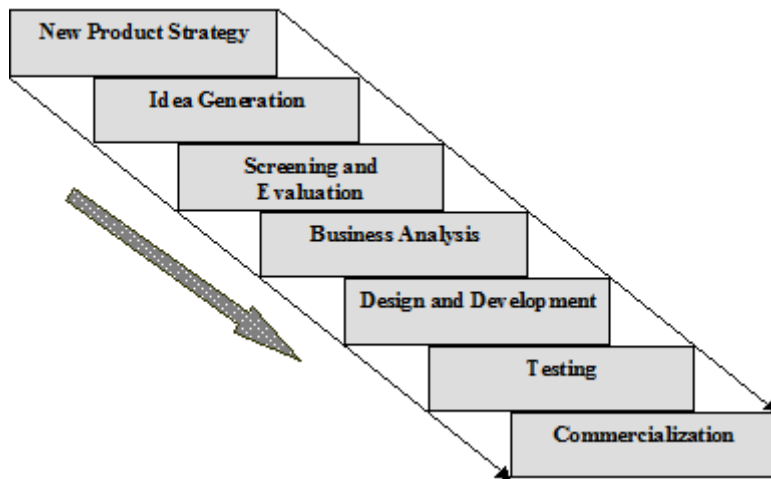 New Product Strategy
Idea Generation
Screening and
Evaluation
Business Analysis
Design and Development
Testing
Commercialization